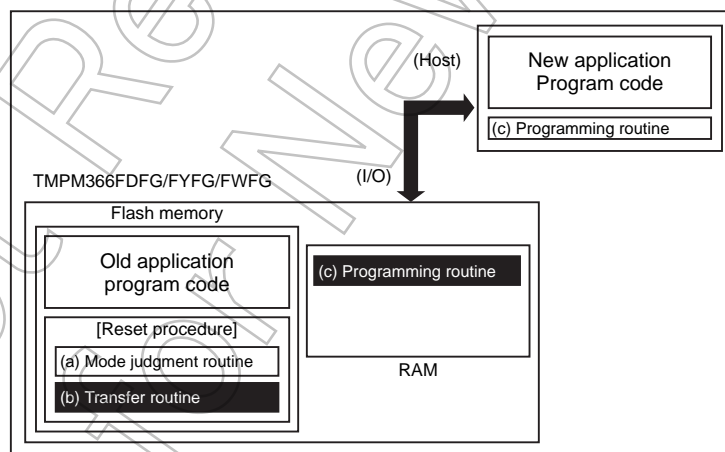 (Host)
New application
Program code
(c) Programming routine
(I/O)
TMPM366FDFG/FYFG/FWFG
Flash memory
Old application
program code
[Reset procedure]
(a) Mode judgment routine
(b) Transfer routine
(c) Programming routine
RAM